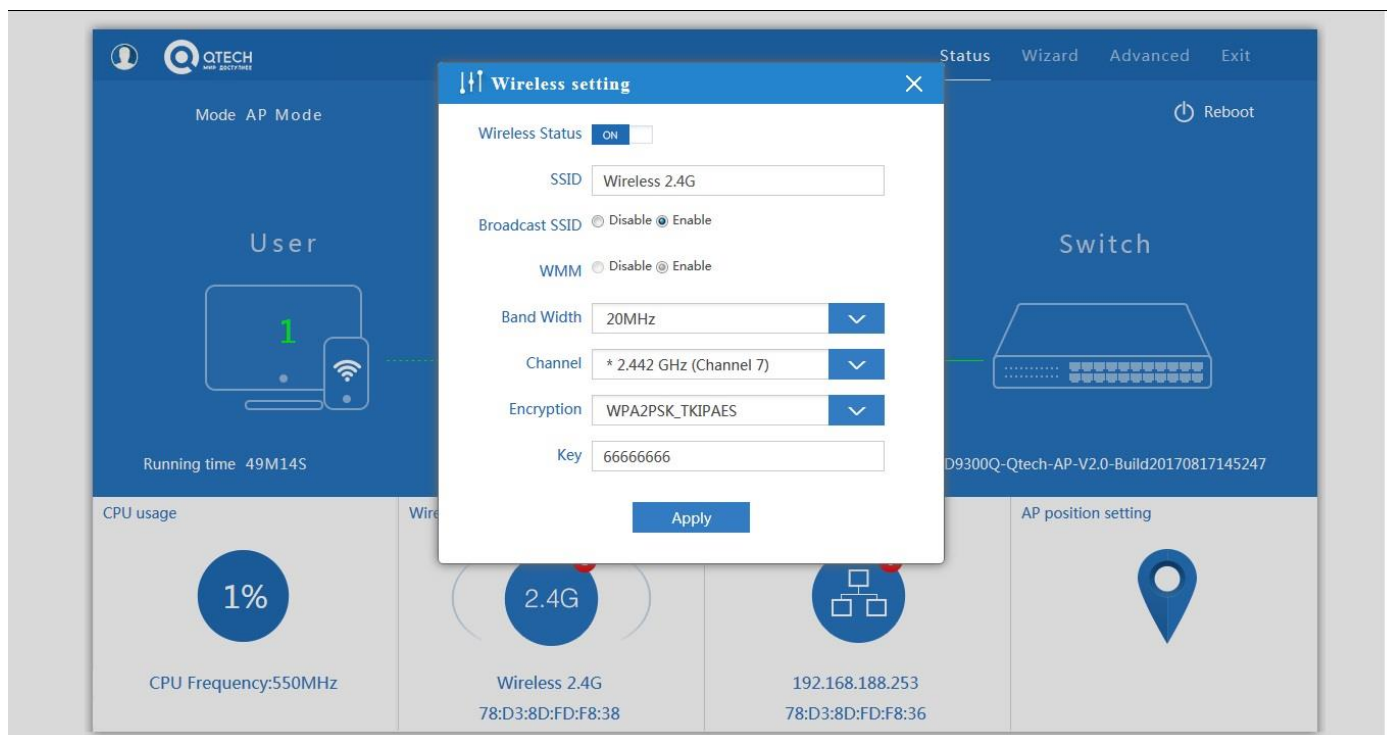 QTECH
МИР ДОСТУПНЕЕ
Status Wizard Advanced Exit
Mode AP Mode
Reboot
Wireless setting
Wireless Status ON
SSID Wireless 2.4G
Broadcast SSID Disable Enable
WMM Disable Enable
Band Width 20MHz
Channel * 2.442 GHz (Channel 7)
Encryption WPA2PSK_TKIPAES
Key 66666666
Apply
User
1
Switch
Running time 49M14S
D9300Q-Qtech-AP-V2.0-Build20170817145247
CPU usage
AP position setting
1%
2.4G
CPU Frequency:550MHz
Wireless 2.4G
192.168.188.253
78:D3:8D:FD:F8:38
78:D3:8D:FD:F8:36